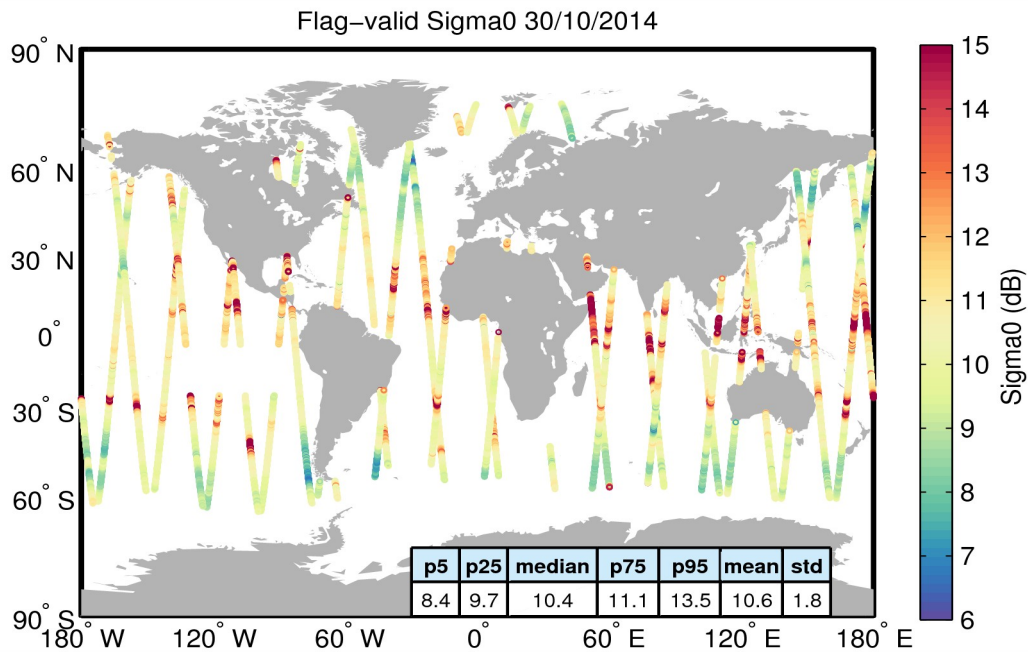 Flag−valid Sigma0 30/10/2014
90° N
60° N
30° N
0°
30° S
60° S
90° S
180° W
120° W
60° W
0°
60° E
120° E
180° E
p5 p25 median p75 p95 mean std
8.4 9.7 10.4 11.1 13.5 10.6 1.8
15
14
13
12
11
10
9
8
7
6
Sigma0 (dB)